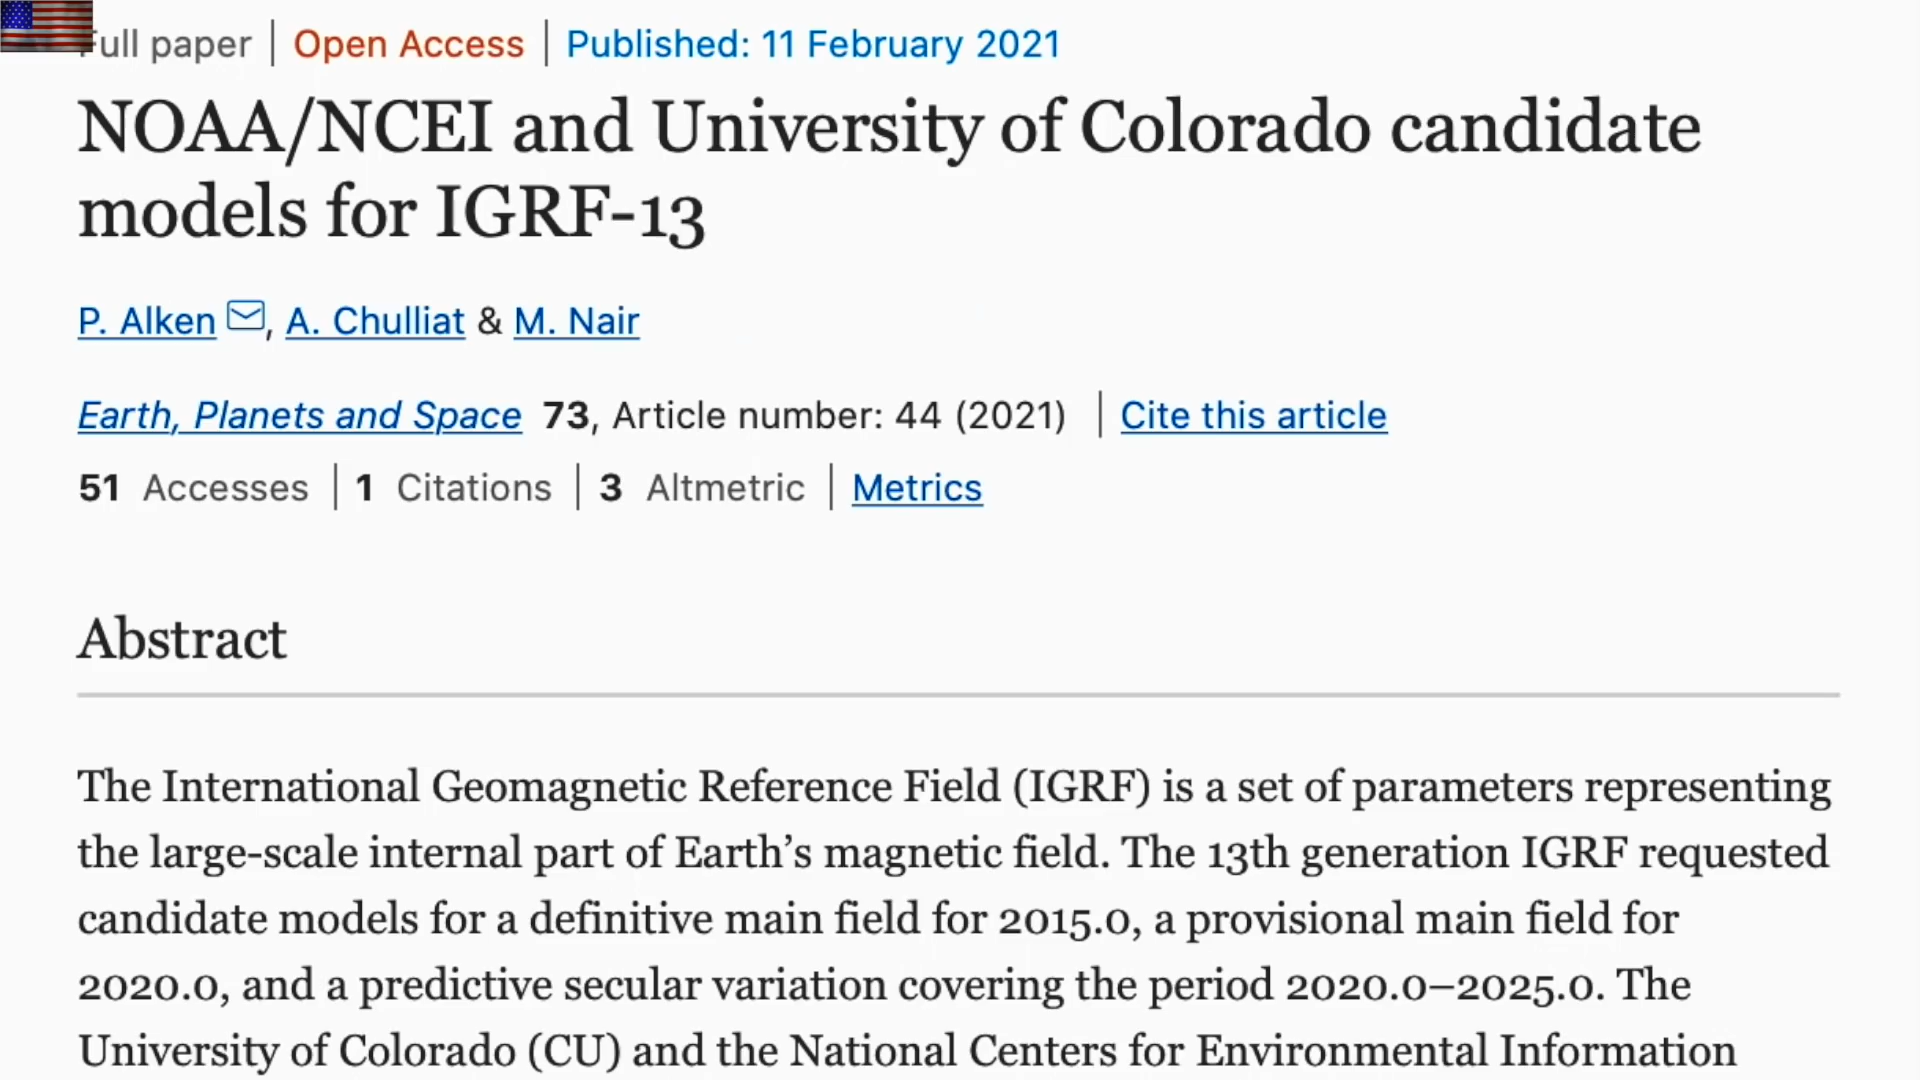 Full paper | Open Access | Published: 11 February 2021
NOAA/NCEI and University of Colorado candidate
models for IGRF-13
P. Alken, A. Chulliat & M. Nair
Earth, Planets and Space 73, Article number: 44 (2021) | Cite this article
51 Accesses | 1 Citations | 3 Altmetric | Metrics
Abstract
The International Geomagnetic Reference Field (IGRF) is a set of parameters representing
the large-scale internal part of Earth’s magnetic field. The 13th generation IGRF requested
candidate models for a definitive main field for 2015.0, a provisional main field for
2020.0, and a predictive secular variation covering the period 2020.0–2025.0. The
University of Colorado (CU) and the National Centers for Environmental Information